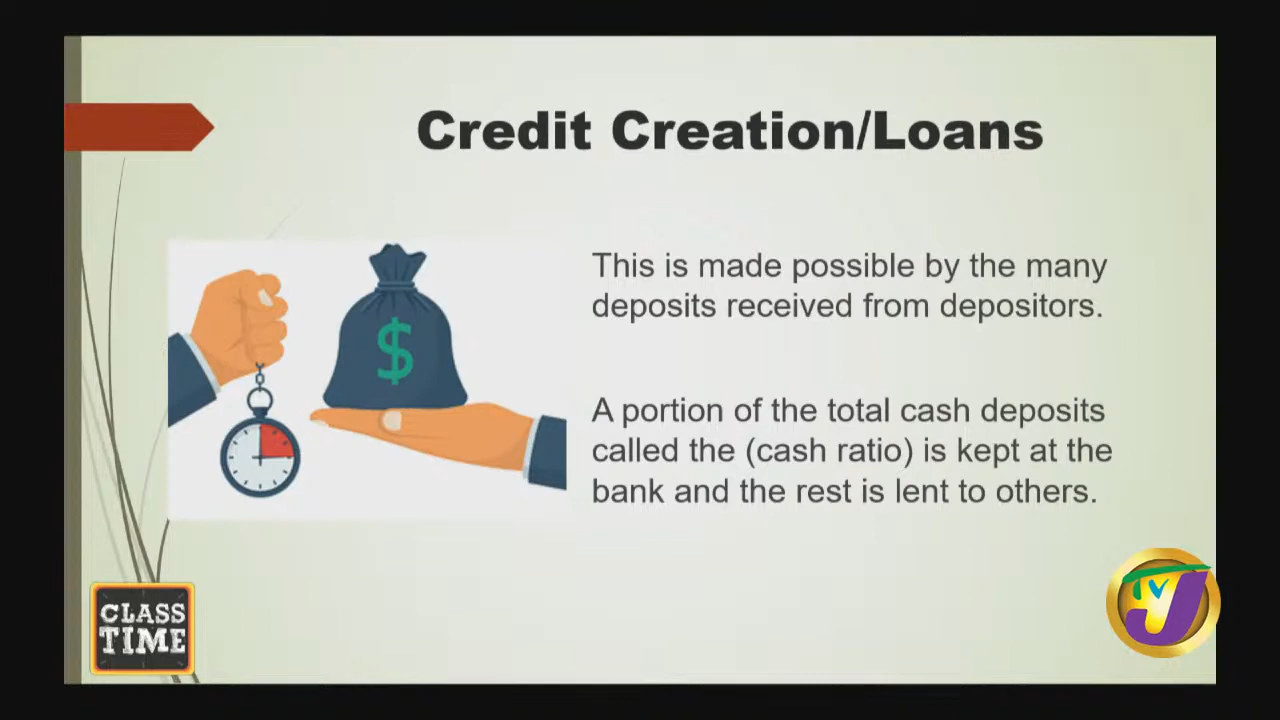 Credit Creation/Loans
This is made possible by the many
deposits received from depositors.
$
A portion of the total cash deposits
called the (cash ratio) is kept at the
bank and the rest is lent to others.
CLASS
TIME
TVJ